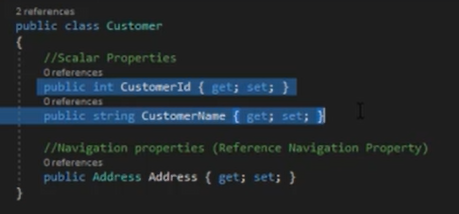 2 references
public class Customer
{
//Scalar Properties
0 references
public int CustomerId { get; set; }
0 references
public string CustomerName { get; set; }
//Navigation properties (Reference Navigation Property)
0 references
public Address Address { get; set; }
}